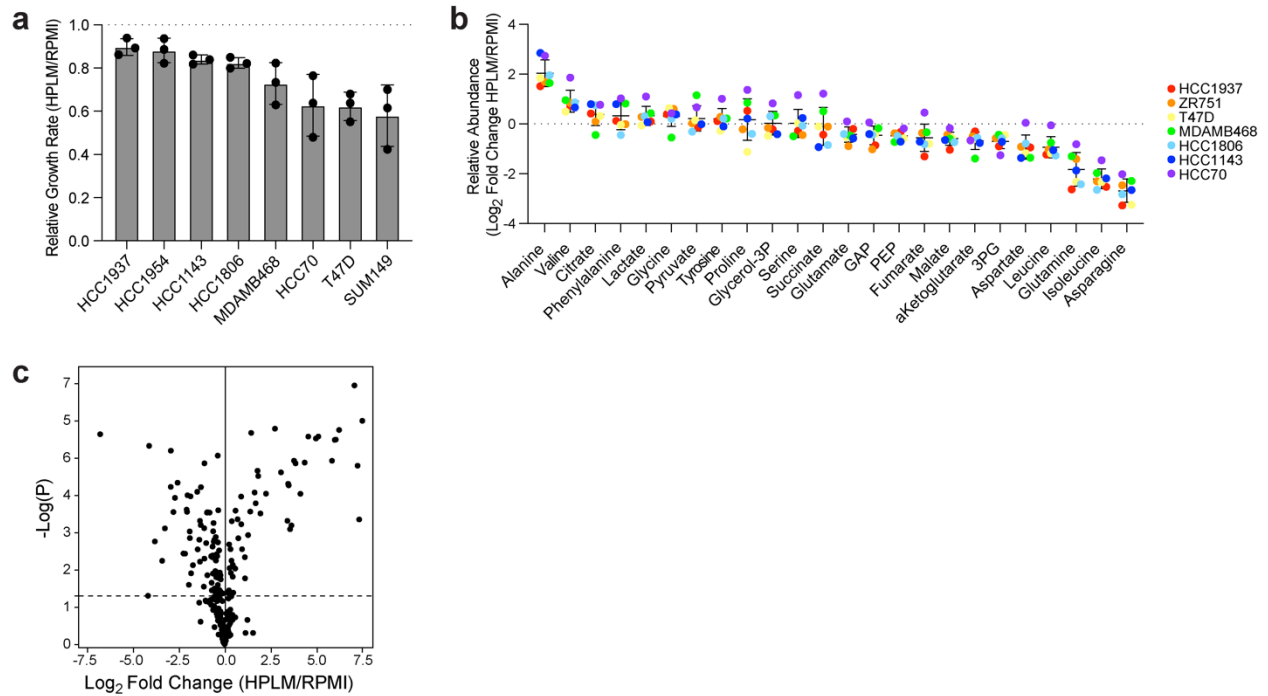 a
Relative Growth Rate (HPLM/RPMI)
1.0
0.8
0.6
0.4
0.2
0.0
HCC1937
HCC1954
HCC1143
HCC1806
MDAMB468
HCC70
T47D
SUM149
b
Relative Abundance
(Log2 Fold Change HPLM/RPMI)
4
2
0
-2
-4
Alanine
Valine
Citrate
Phenylalanine
Lactate
Glycine
Pyruvate
Tyrosine
Proline
Glycerol-3P
Serine
Succinate
Glutamate
GAP
PEP
Fumarate
Malate
aKetoglutarate
3PG
Aspartate
Leucine
Glutamine
Isoleucine
Asparagine
HCC1937
ZR751
T47D
MDAMB468
HCC1806
HCC1143
HCC70
c
-Log(P)
7
5
6
4
3
2
1
0
-7.5
-5.0
-2.5
0.0
2.5
5.0
7.5
Log2 Fold Change (HPLM/RPMI)